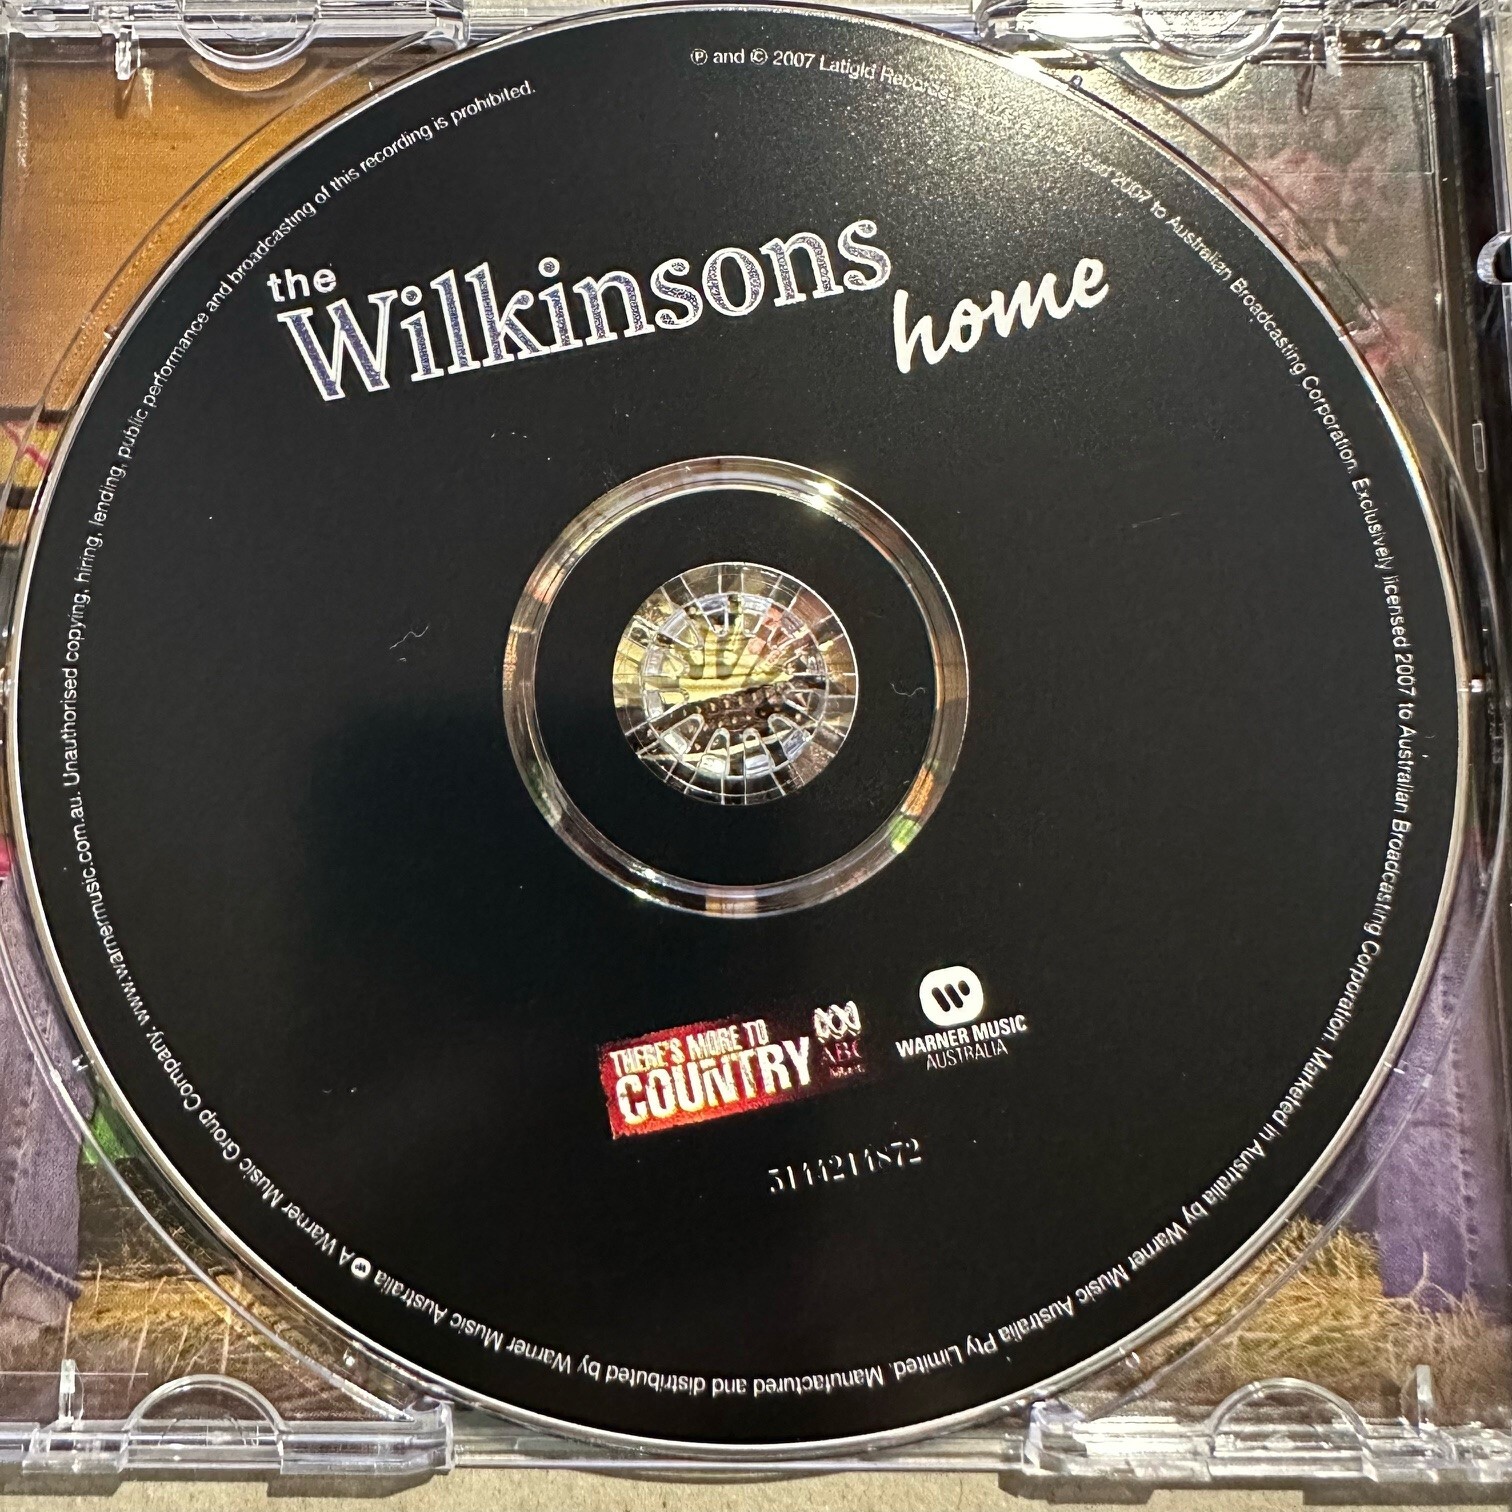 the
Wilkinsons
home
THERE'S MORE TO
COUNTRY
ABC
WARNER MUSIC
AUSTRALIA
5144214872
℗ and © 2007 Latigid Records. 2007 to Australian Broadcasting Corporation. Exclusively licensed 2007 to Australian Broadcasting Corporation. Marketed in Australia by Warner Music Australia Pty Limited. Manufactured and distributed by Warner Music Australia A Warner Music Group Company. www.warnermusic.com.au. Unauthorised copying, hiring, lending, public performance and broadcasting of this recording is prohibited.